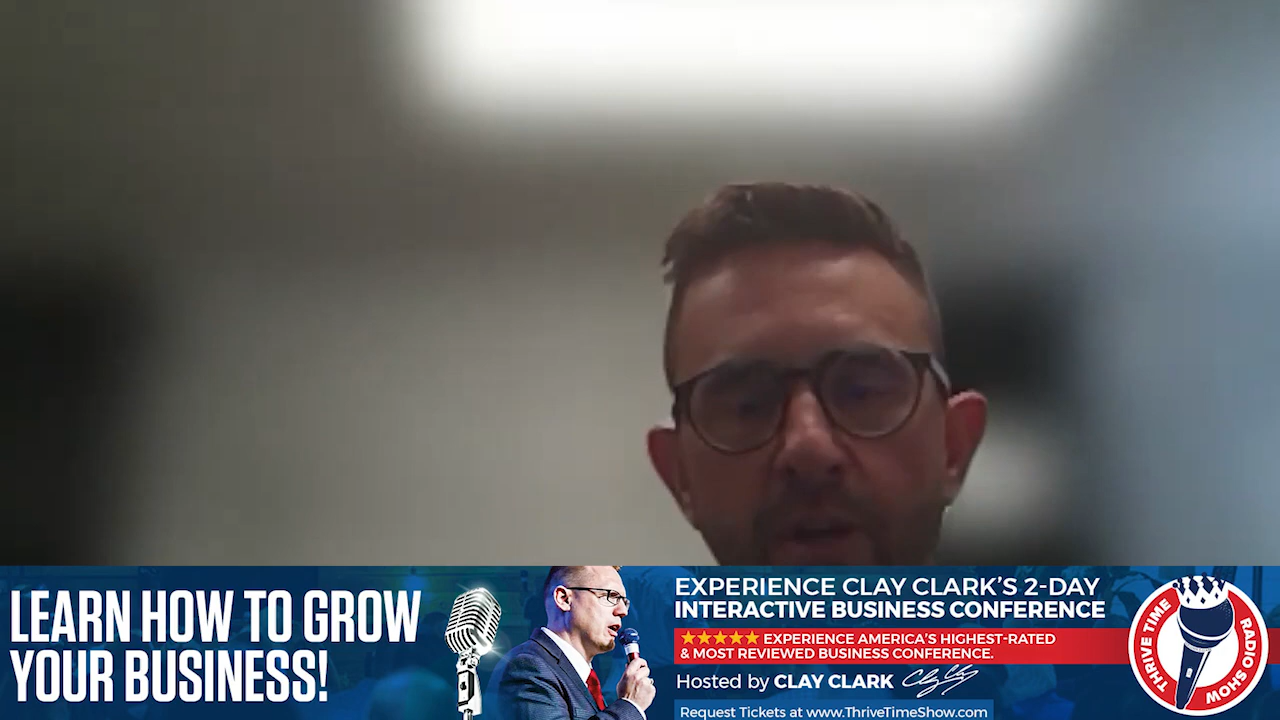 LEARN HOW TO GROW
YOUR BUSINESS!
EXPERIENCE CLAY CLARK'S 2-DAY
INTERACTIVE BUSINESS CONFERENCE
EXPERIENCE AMERICA'S HIGHEST-RATED
& MOST REVIEWED BUSINESS CONFERENCE.
Hosted by CLAY CLARK
Request Tickets at www.ThriveTimeShow.com
THRIVE TIME
RADIO SHOW